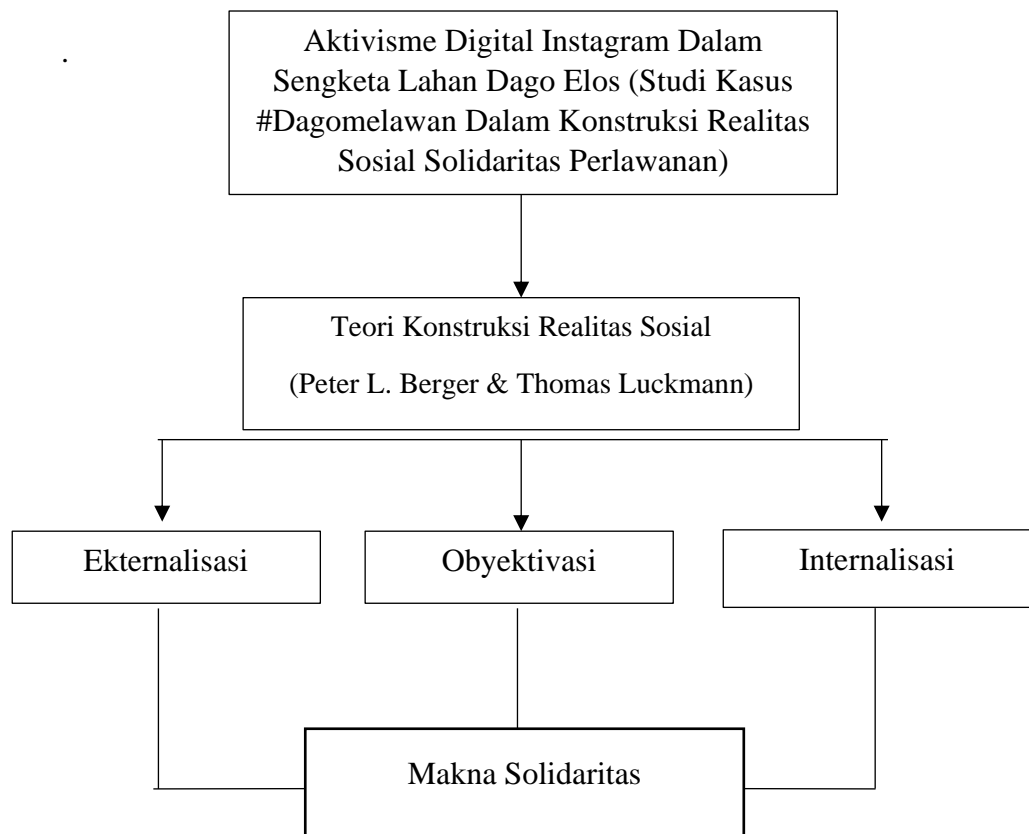 .
Aktivisme Digital Instagram Dalam
Sengketa Lahan Dago Elos (Studi Kasus
#Dagomelawan Dalam Konstruksi Realitas
Sosial Solidaritas Perlawanan)
Teori Konstruksi Realitas Sosial
(Peter L. Berger & Thomas Luckmann)
Ekternalisasi
Obyektivasi
Internalisasi
Makna Solidaritas